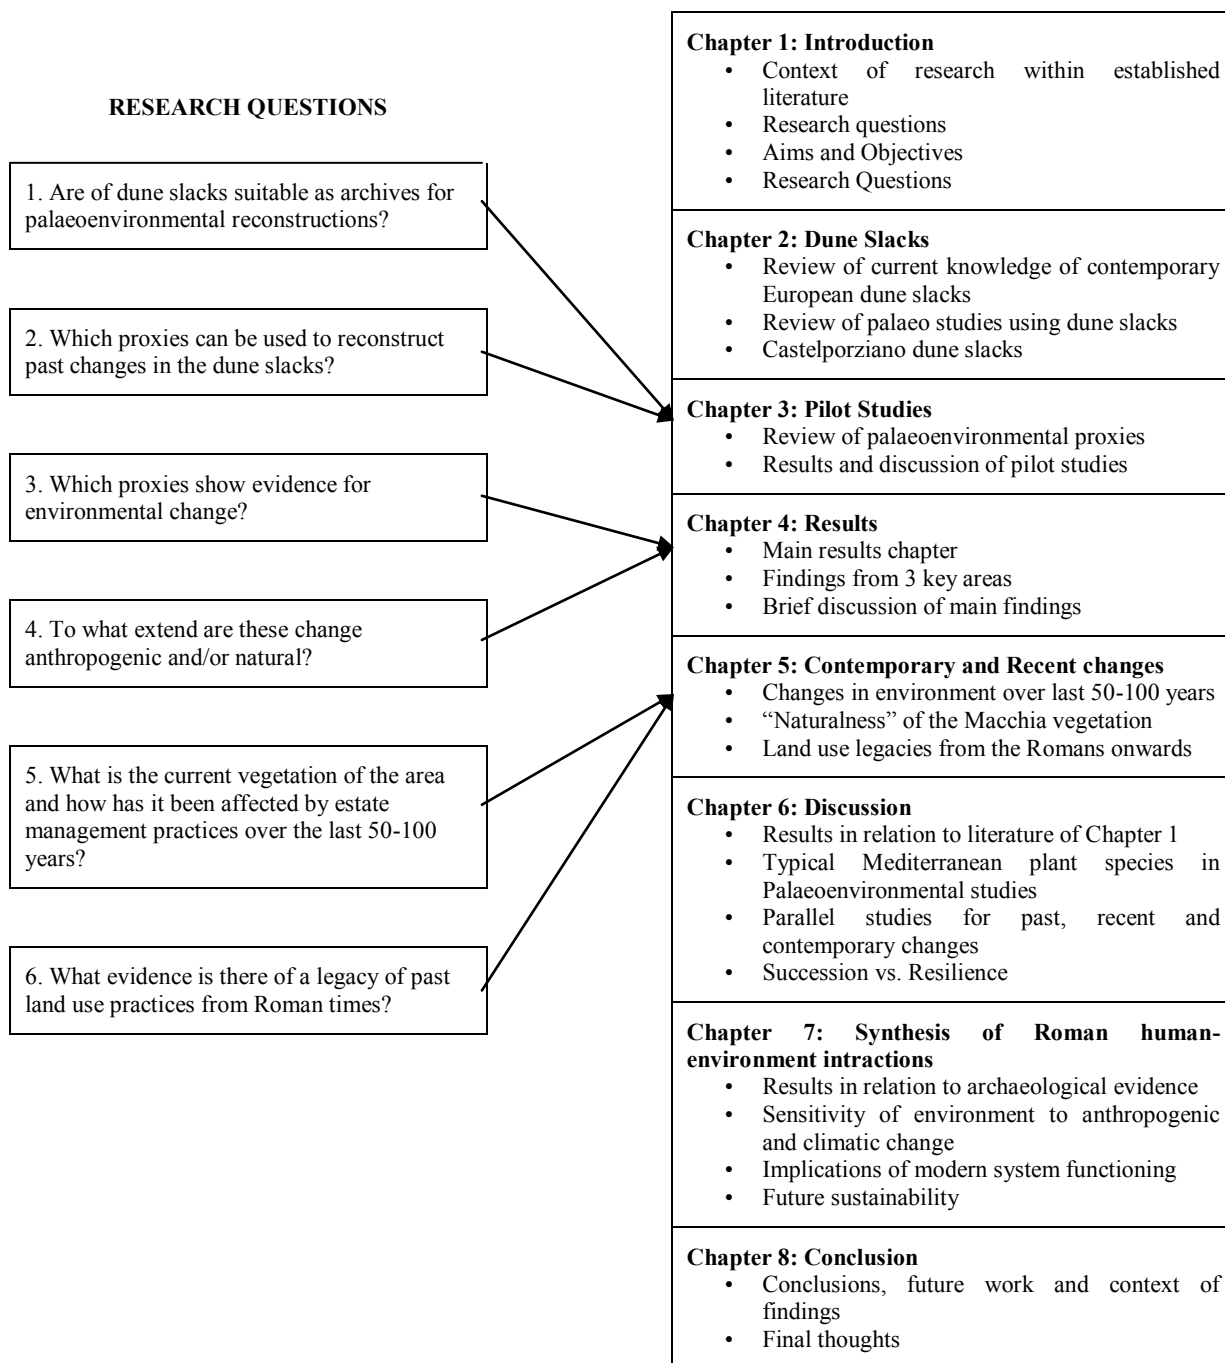 RESEARCH QUESTIONS
1. Are of dune slacks suitable as archives for
palaeoenvironmental reconstructions?
2. Which proxies can be used to reconstruct
past changes in the dune slacks?
3. Which proxies show evidence for
environmental change?
4. To what extend are these change
anthropogenic and/or natural?
5. What is the current vegetation of the area
and how has it been affected by estate
management practices over the last 50-100
years?
6. What evidence is there of a legacy of past
land use practices from Roman times?
Chapter 1: Introduction
• Context of research within established
literature
• Research questions
• Aims and Objectives
• Research Questions
Chapter 2: Dune Slacks
• Review of current knowledge of contemporary
European dune slacks
• Review of palaeo studies using dune slacks
• Castelporziano dune slacks
Chapter 3: Pilot Studies
• Review of palaeoenvironmental proxies
• Results and discussion of pilot studies
Chapter 4: Results
• Main results chapter
• Findings from 3 key areas
• Brief discussion of main findings
Chapter 5: Contemporary and Recent changes
• Changes in environment over last 50-100 years
• “Naturalness” of the Macchia vegetation
• Land use legacies from the Romans onwards
Chapter 6: Discussion
• Results in relation to literature of Chapter 1
• Typical Mediterranean plant species in
Palaeoenvironmental studies
• Parallel studies for past, recent and
contemporary changes
• Succession vs. Resilience
Chapter 7: Synthesis of Roman human-
environment intractions
• Results in relation to archaeological evidence
• Sensitivity of environment to anthropogenic
and climatic change
• Implications of modern system functioning
• Future sustainability
Chapter 8: Conclusion
• Conclusions, future work and context of
findings
• Final thoughts